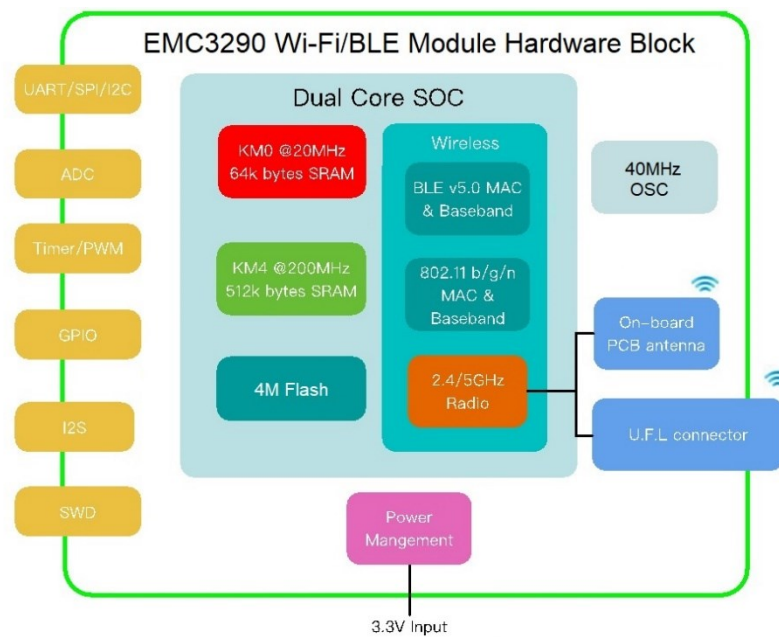 EMC3290 Wi-Fi/BLE Module Hardware Block
UART/SPI/I2C
ADC
Timer/PWM
GPIO
I2S
SWD
Dual Core SOC
KM0 @20MHz
64k bytes SRAM
KM4 @200MHz
512k bytes SRAM
4M Flash
Wireless
BLE v5.0 MAC
& Baseband
802.11 b/g/n
MAC &
Baseband
2.4/5GHz
Radio
40MHz
OSC
On-board
PCB antenna
U.F.L connector
Power
Mangement
3.3V Input